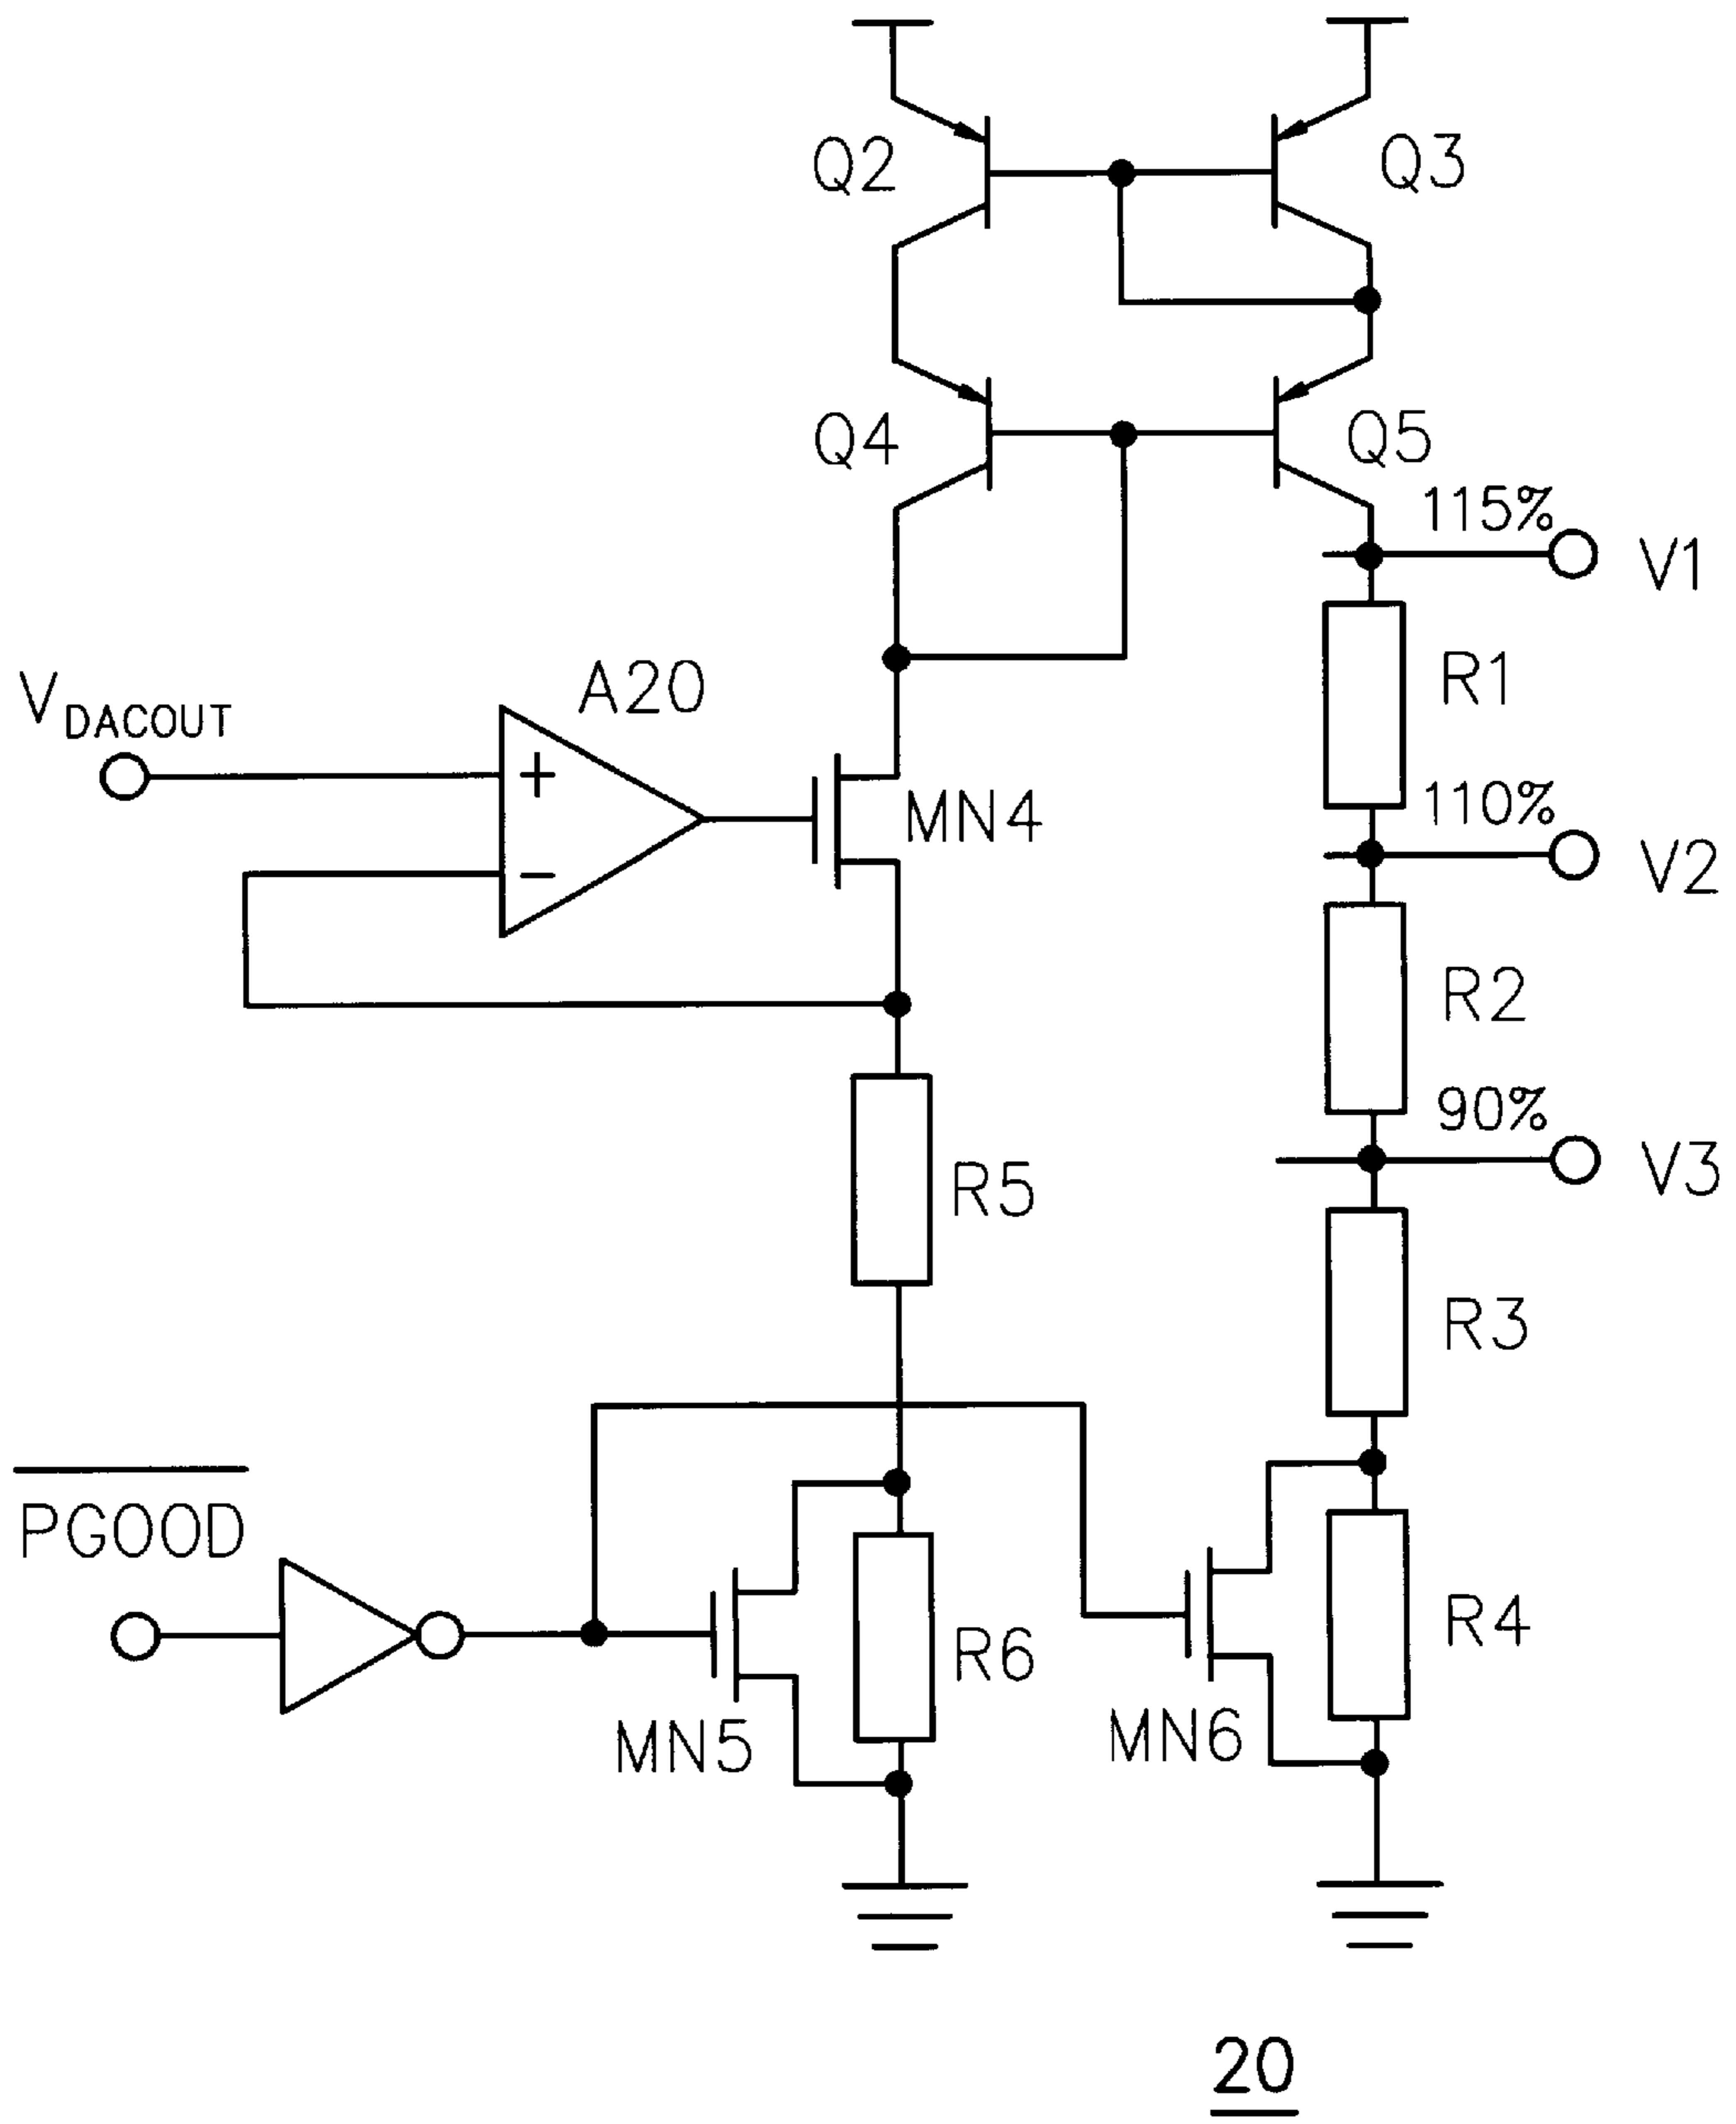 Q2
Q3
Q4
Q5
115%
V1
A20
R1
V DACOUT
+
MN4
110%
V2
−
R2
90%
V3
R5
R3
PGOOD
R6
R4
MN5
MN6
20